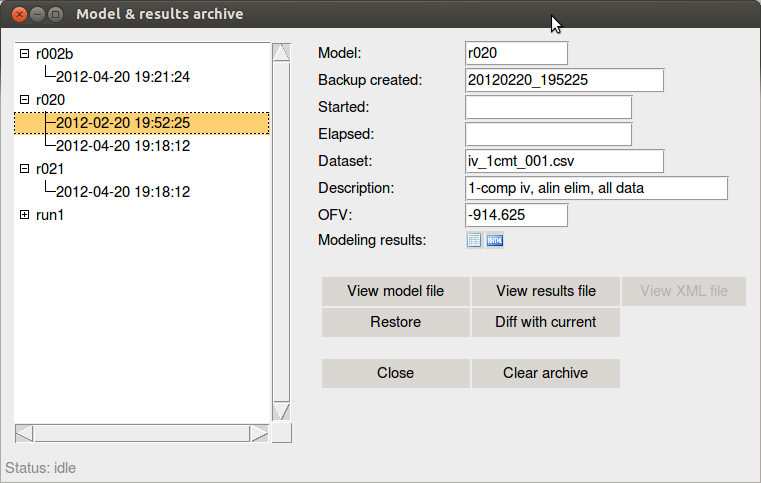 Model & results archive
r002b
2012-04-20 19:21:24
r020
2012-02-20 19:52:25
2012-04-20 19:18:12
r021
2012-04-20 19:18:12
run1
Model: r020
Backup created: 20120220_195225
Started:
Elapsed:
Dataset: iv_1cmt_001.csv
Description: 1-comp iv, alin elim, all data
OFV: -914.625
Modeling results:
View model file View results file View XML file
Restore Diff with current
Close Clear archive
Status: idle